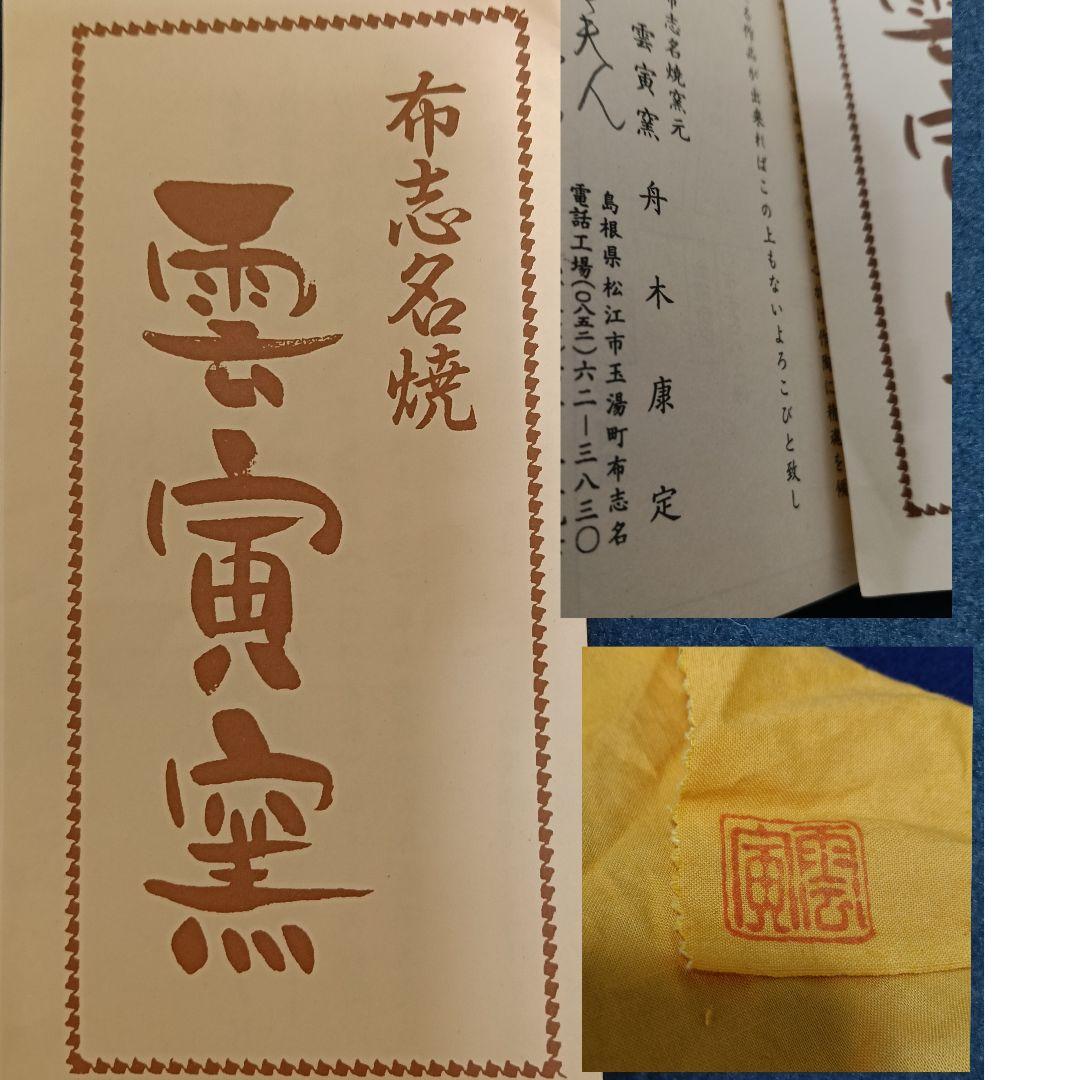 布志名焼
雲寅窯
雲寅
る作品が出来ればこの上もないよろこびと致し
布志名焼窯元
雲寅窯 舟木康定
島根県松江市玉湯町布志名
電話工場(〇八五二)六二ー三八三〇
夫人
雲寅